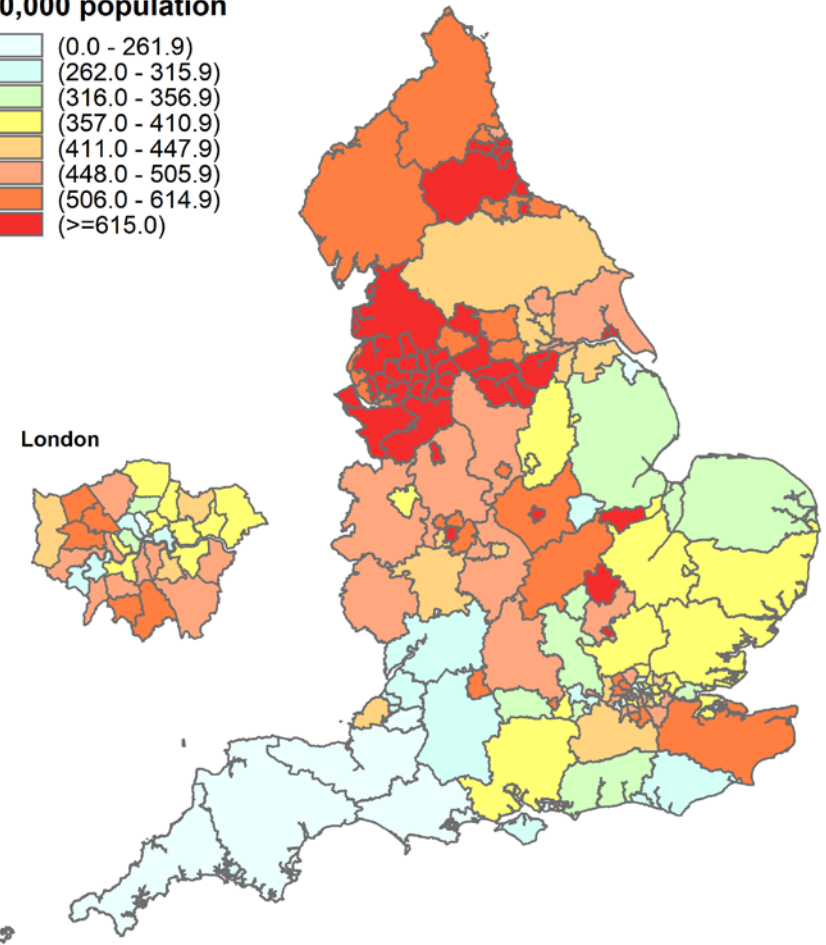 0,000 population
(0.0 - 261.9)
(262.0 - 315.9)
(316.0 - 356.9)
(357.0 - 410.9)
(411.0 - 447.9)
(448.0 - 505.9)
(506.0 - 614.9)
(>=615.0)
London